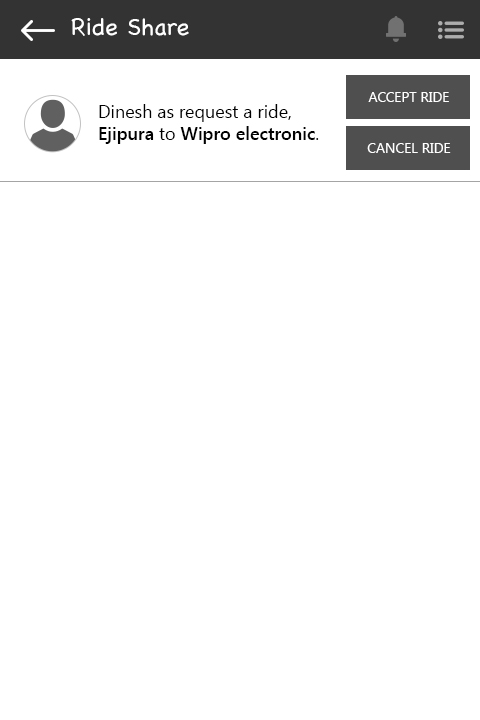 Ride Share
Dinesh as request a ride,
Ejipura to Wipro electronic.
ACCEPT RIDE
CANCEL RIDE